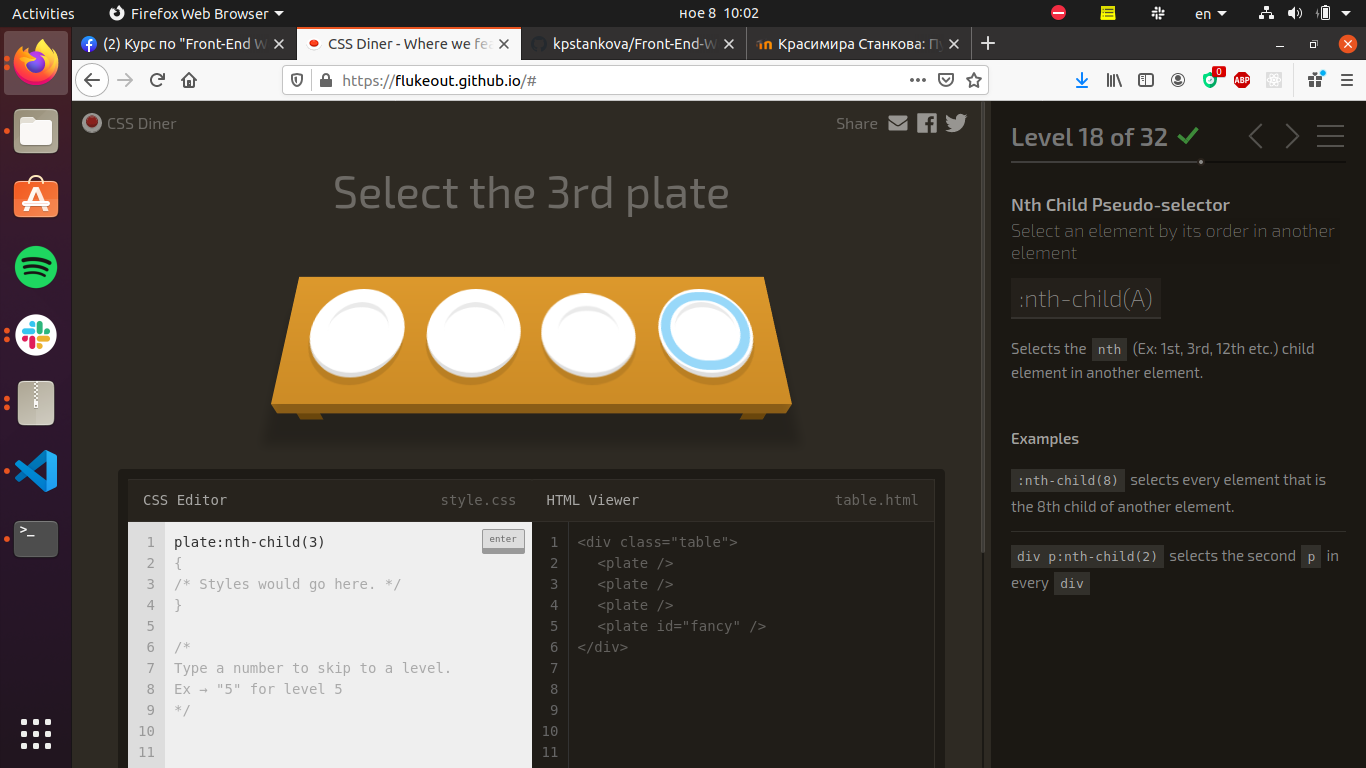 Activities
Firefox Web Browser
ное 8 10:02
en
(2) Курс по "Front-End W
CSS Diner - Where we fea
kpstankova/Front-End-W
Красимира Станкова: П
https://flukeout.github.io/#
0
ABP
CSS Diner
Share
Select the 3rd plate
CSS Editor
style.css
HTML Viewer
table.html
enter
1 plate:nth-child(3)
2 {
3 /* Styles would go here. */
4 }
5
6 /*
7 Type a number to skip to a level.
8 Ex → "5" for level 5
9 */
10
11
1 <div class="table">
2 <plate />
3 <plate />
4 <plate />
5 <plate id="fancy" />
6 </div>
7
8
9
10
11
Level 18 of 32
Nth Child Pseudo-selector
Select an element by its order in another
element
:nth-child(A)
Selects the nth (Ex: 1st, 3rd, 12th etc.) child
element in another element.
Examples
:nth-child(8) selects every element that is
the 8th child of another element.
div p:nth-child(2) selects the second p in
every div